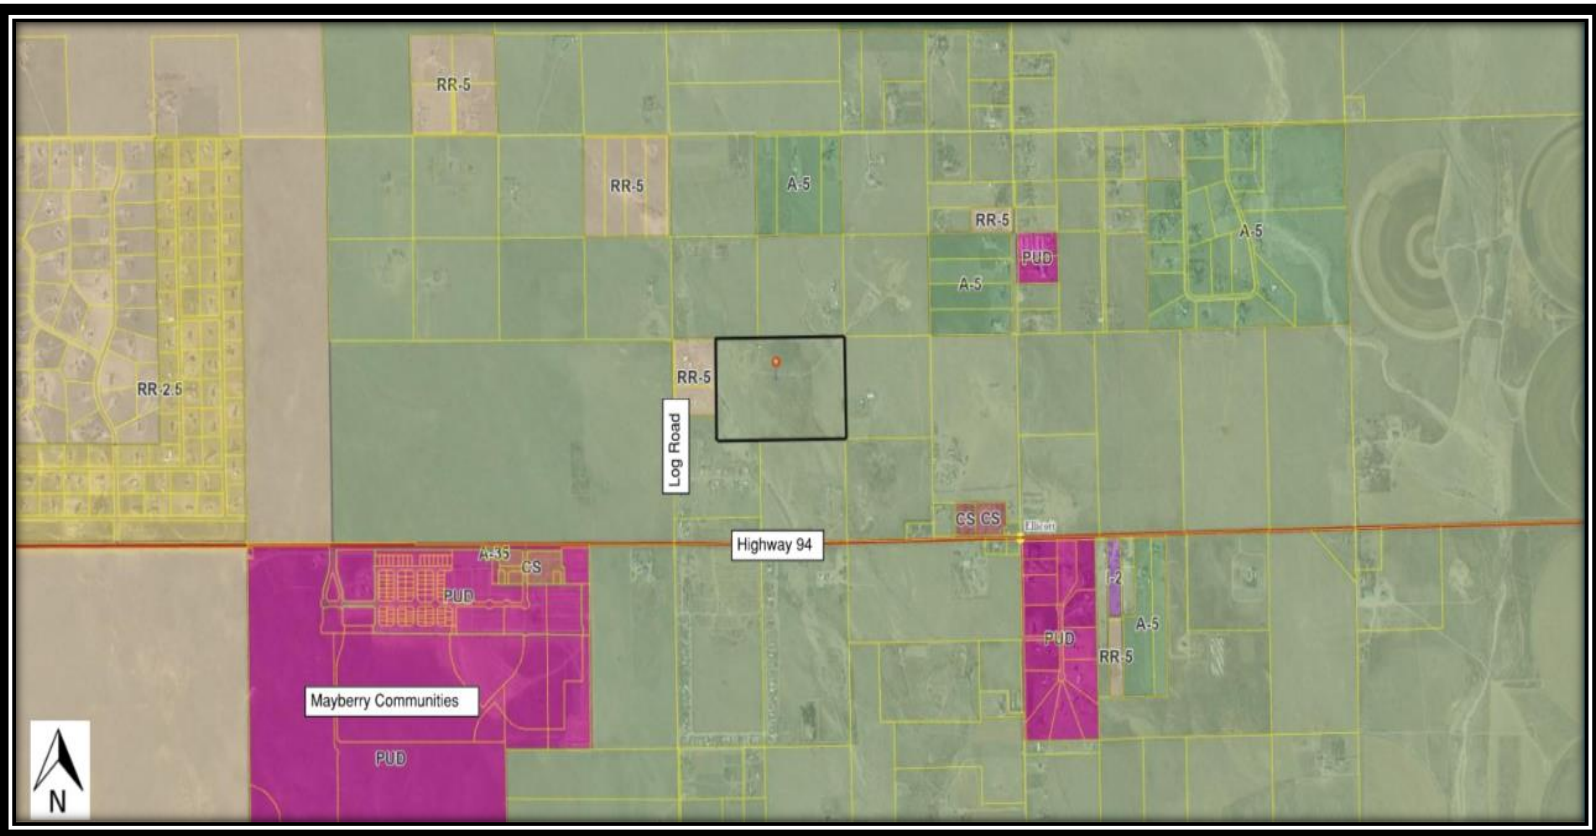 RR-5
RR-5
A-5
RR-5
A-5
PUD
A-5
RR-5
RR-2.5
Log Road
CS CS
Ellicott
Highway 94
A-35
CS
I-2
PUD
A-5
PUD
RR-5
Mayberry Communities
PUD
N